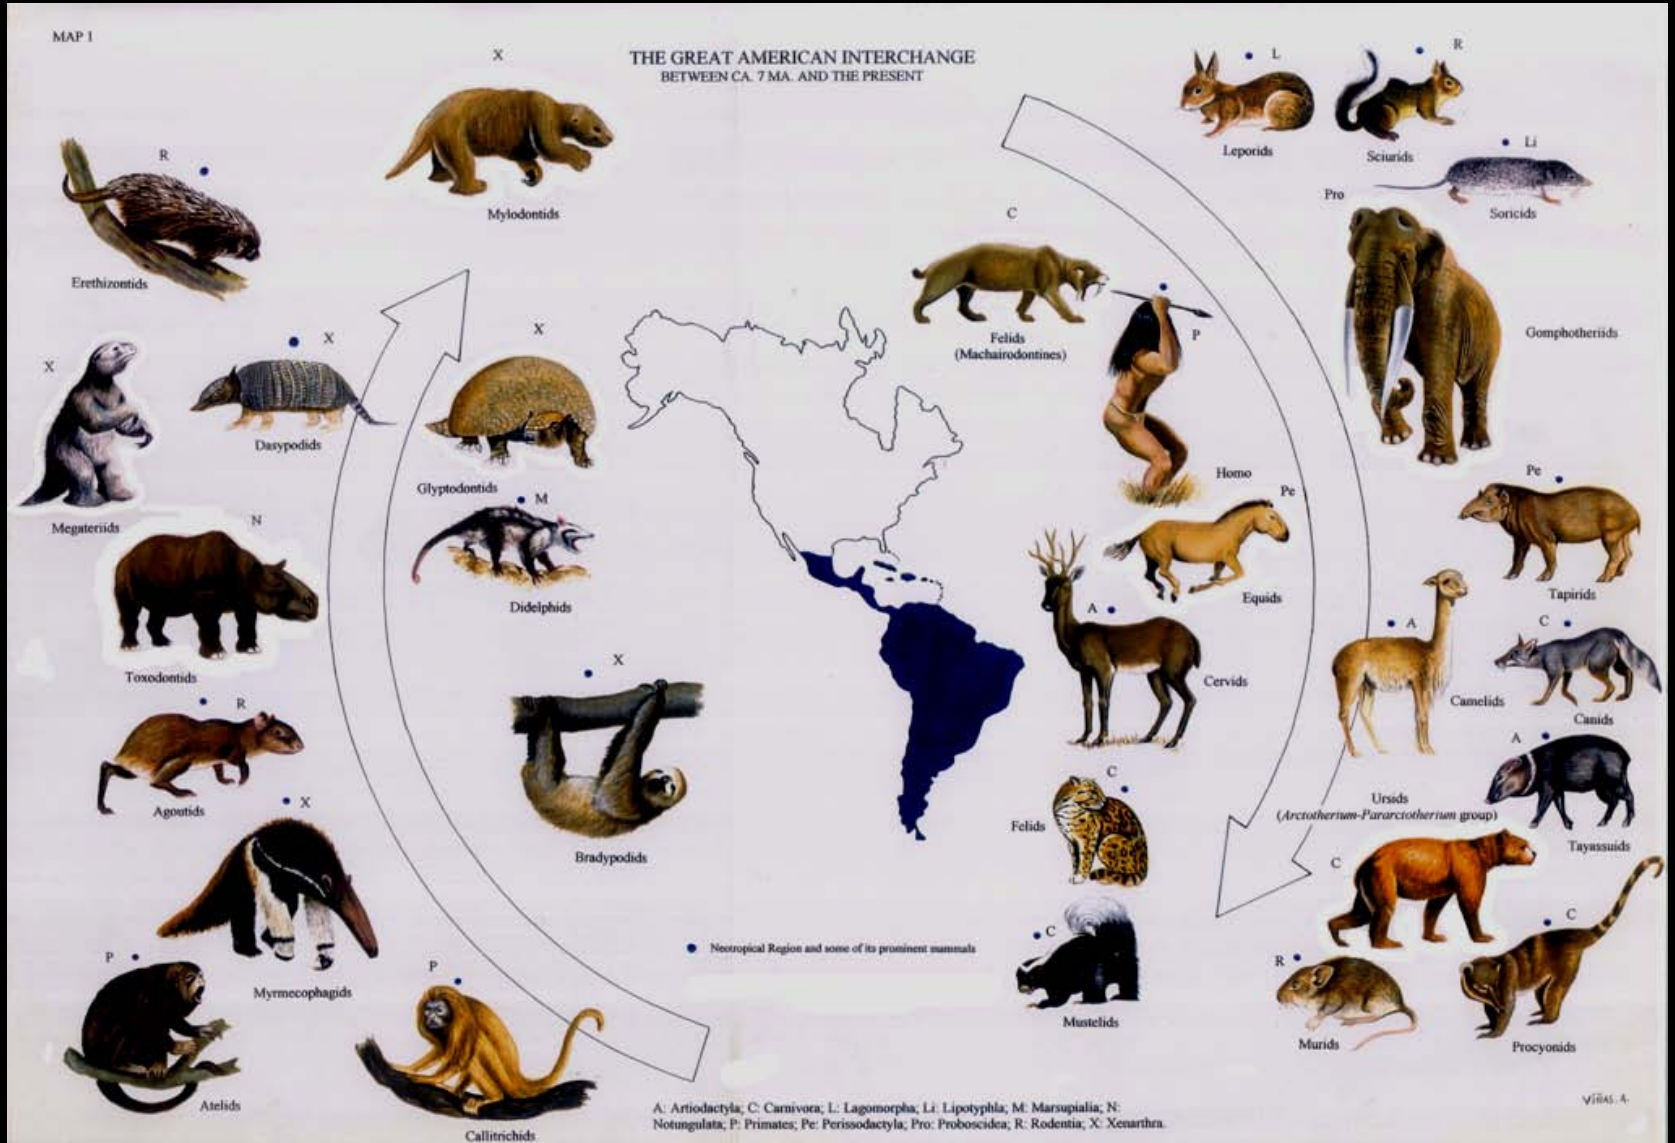 MAP 1
THE GREAT AMERICAN INTERCHANGE
BETWEEN CA. 7 MA. AND THE PRESENT
X
Mylodontids
R
Erethizontids
X
Megateriids
X
Dasypodids
X
Glyptodontids
M
Didelphids
N
Toxodontids
R
Agoutids
X
Bradypodids
X
Myrmecophagids
P
Atelids
P
Callitrichids
L
Leporids
R
Sciurids
Li
Soricids
Pro
Gomphotheriids
C
Felids
(Machairodontines)
P
Homo
Pe
Equids
Pe
Tapirids
A
Cervids
A
Camelids
C
Canids
A
Tayassuids
C
Felids
Ursids
(Arctotherium-Pararctotherium group)
C
C
Mustelids
R
Murids
C
Procyonids
Neotropical Region and some of its prominent mammals
A: Artiodactyla; C: Carnivora; L: Lagomorpha; Li: Lipotyphla; M: Marsupialia; N:
Notungulata; P: Primates; Pe: Perissodactyla; Pro: Proboscidea; R: Rodentia; X: Xenarthra.
VIÑAS. A.